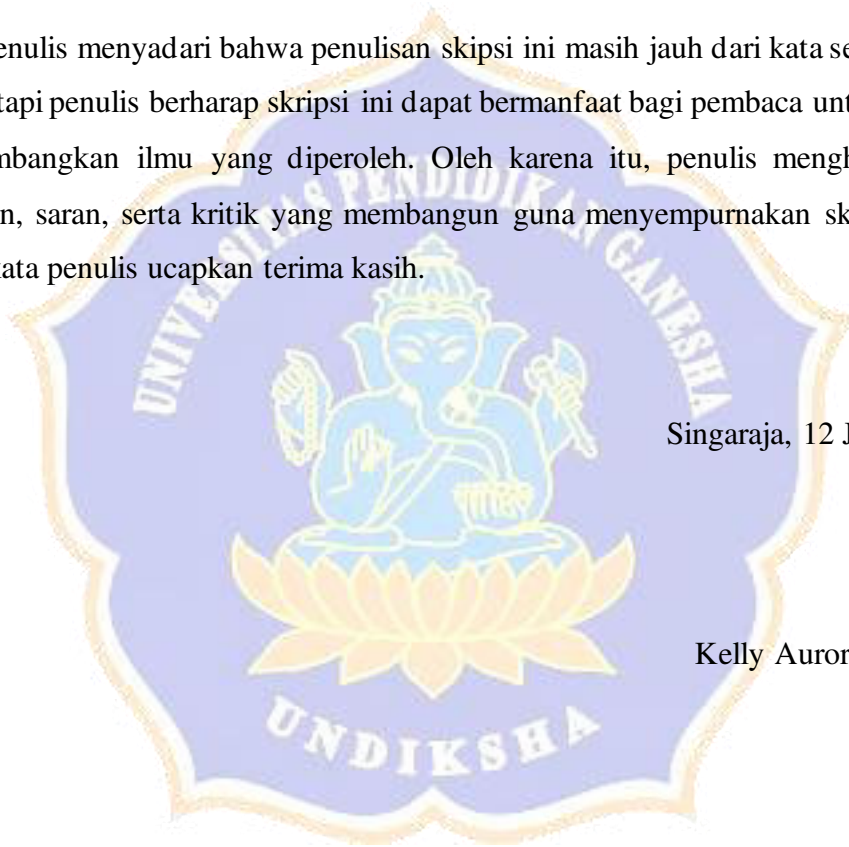 enulis menyadari bahwa penulisan skipsi ini masih jauh dari kata se
tapi penulis berharap skripsi ini dapat bermanfaat bagi pembaca unt
mbangkan ilmu yang diperoleh. Oleh karena itu, penulis mengh
n, saran, serta kritik yang membangun guna menyempurnakan sk
kata penulis ucapkan terima kasih.
UNIVERSITAS PENDIDIKAN GANESHA
Singaraja, 12 J
Kelly Auror
UNDIKSHA